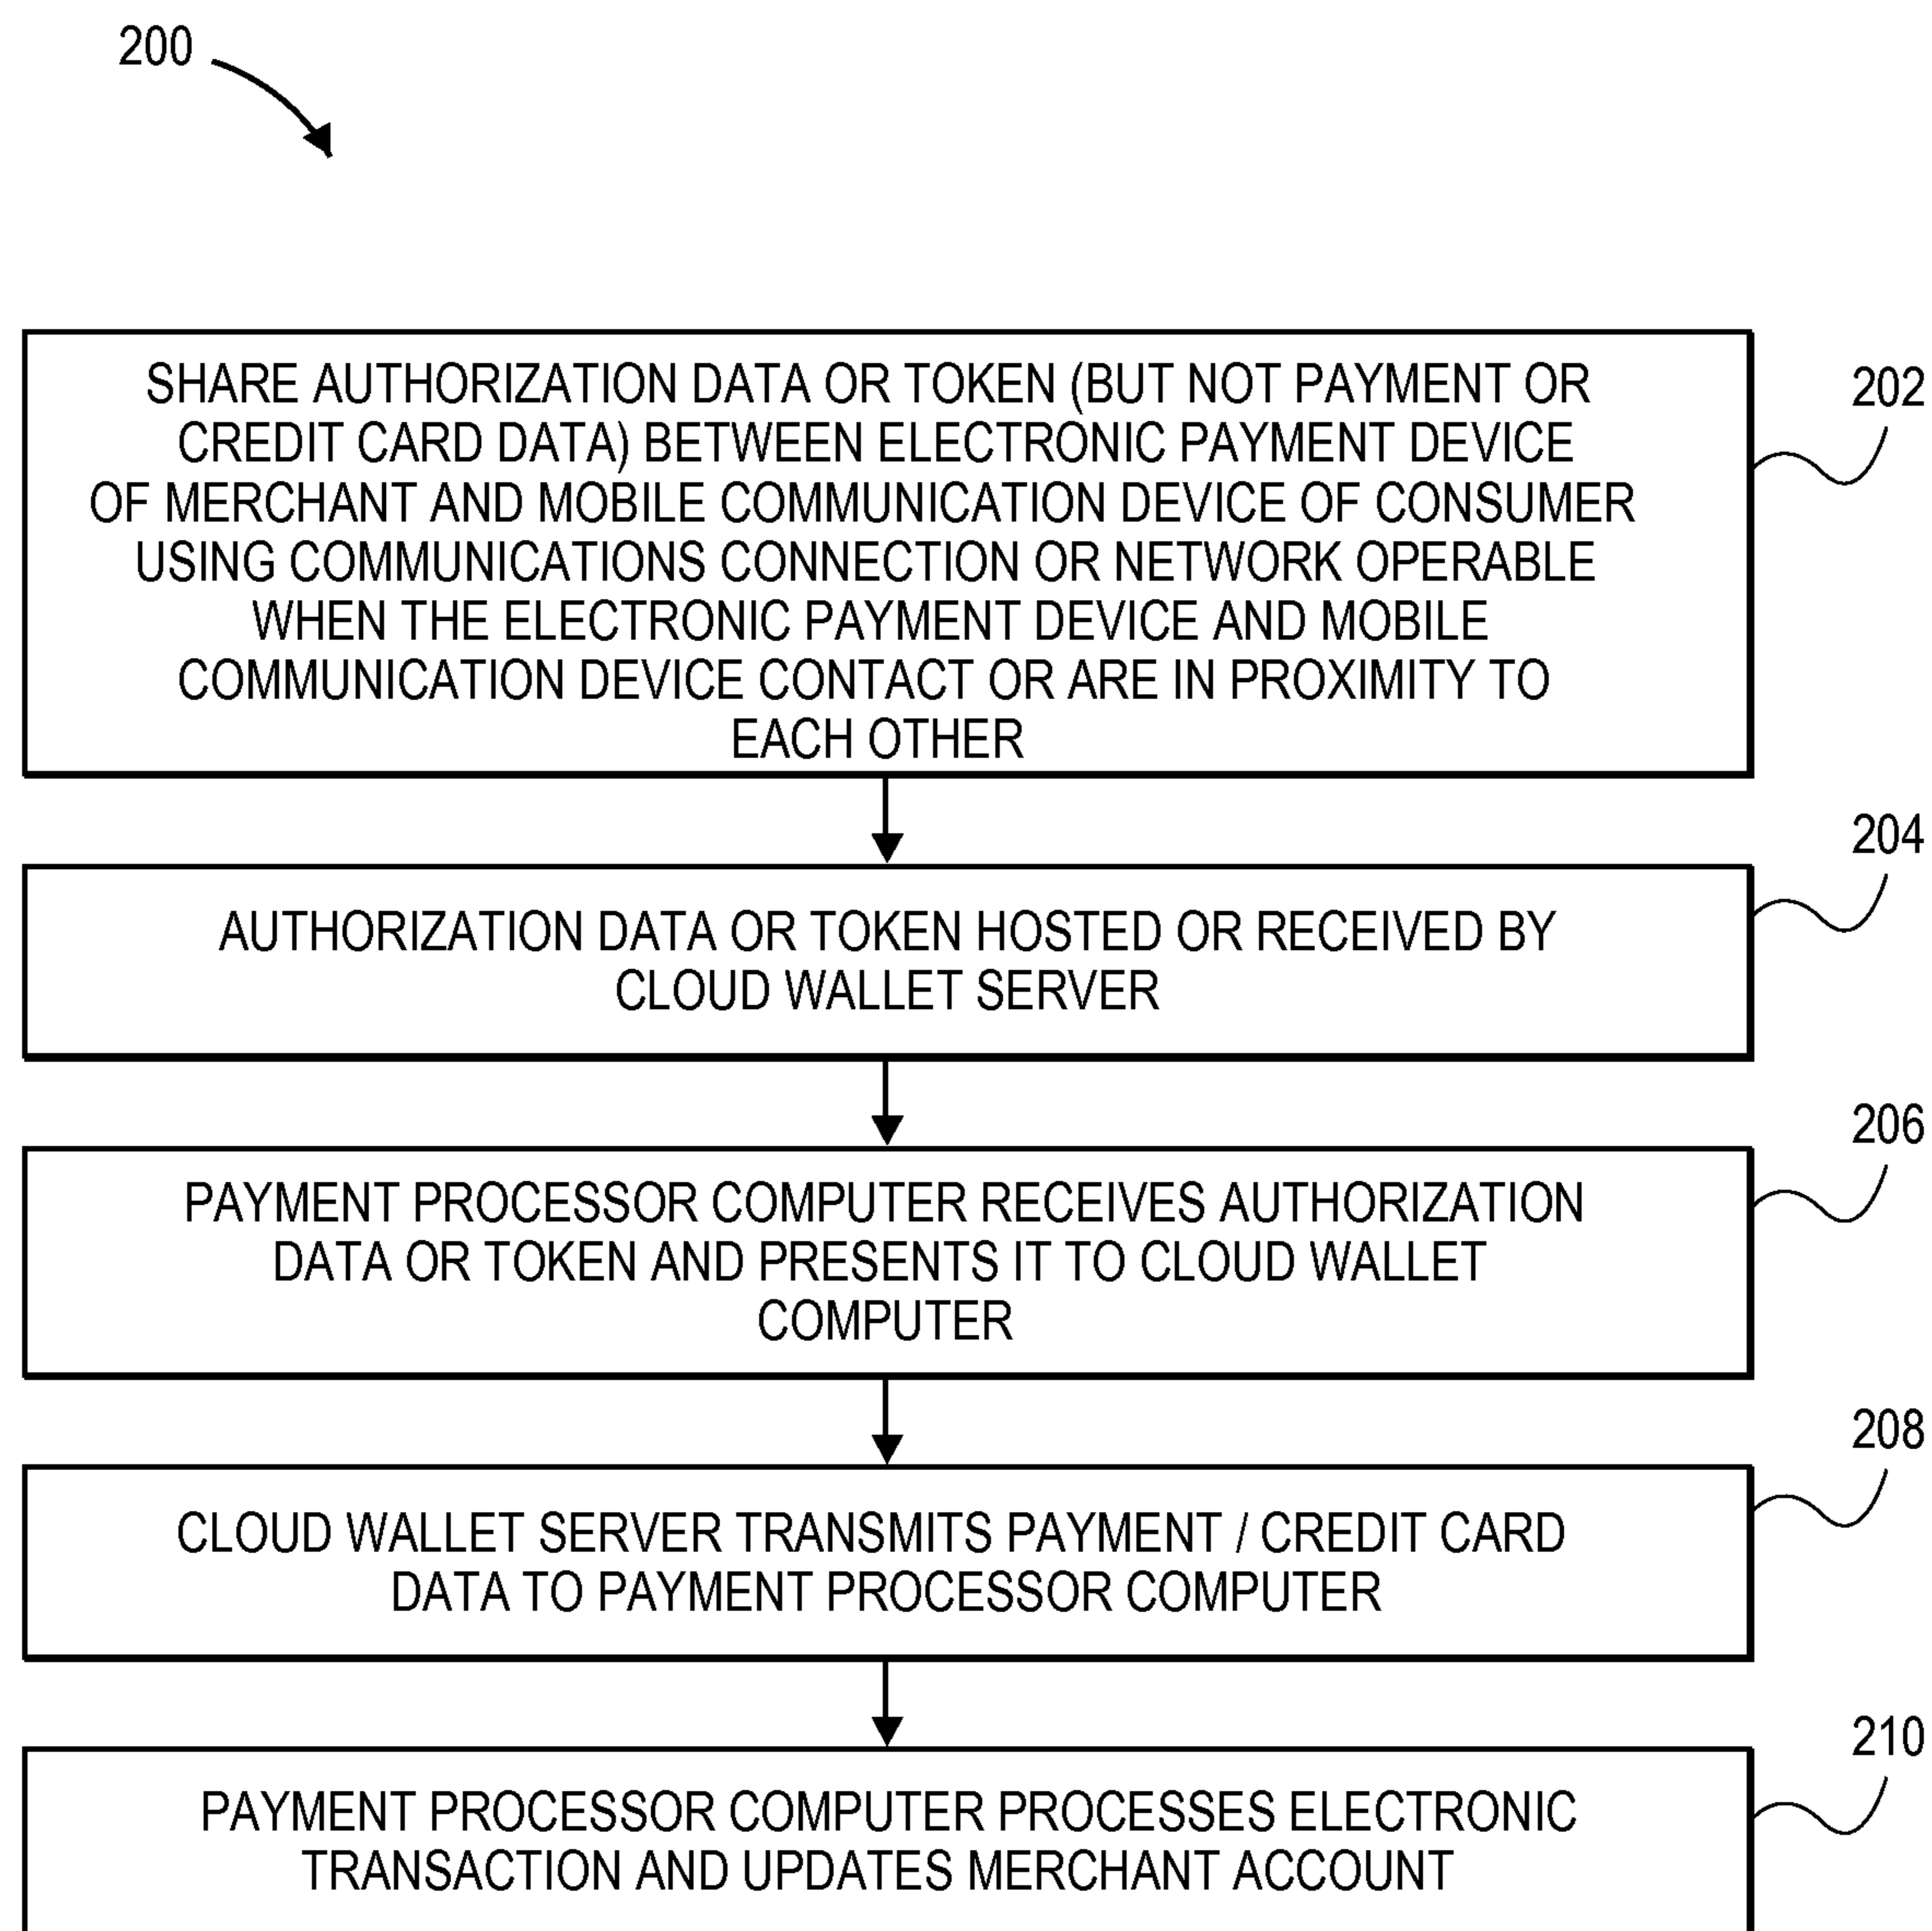 200
SHARE AUTHORIZATION DATA OR TOKEN (BUT NOT PAYMENT OR
CREDIT CARD DATA) BETWEEN ELECTRONIC PAYMENT DEVICE
OF MERCHANT AND MOBILE COMMUNICATION DEVICE OF CONSUMER
USING COMMUNICATIONS CONNECTION OR NETWORK OPERABLE
WHEN THE ELECTRONIC PAYMENT DEVICE AND MOBILE
COMMUNICATION DEVICE CONTACT OR ARE IN PROXIMITY TO
EACH OTHER
202
AUTHORIZATION DATA OR TOKEN HOSTED OR RECEIVED BY
CLOUD WALLET SERVER
204
PAYMENT PROCESSOR COMPUTER RECEIVES AUTHORIZATION
DATA OR TOKEN AND PRESENTS IT TO CLOUD WALLET
COMPUTER
206
CLOUD WALLET SERVER TRANSMITS PAYMENT / CREDIT CARD
DATA TO PAYMENT PROCESSOR COMPUTER
208
PAYMENT PROCESSOR COMPUTER PROCESSES ELECTRONIC
TRANSACTION AND UPDATES MERCHANT ACCOUNT
210